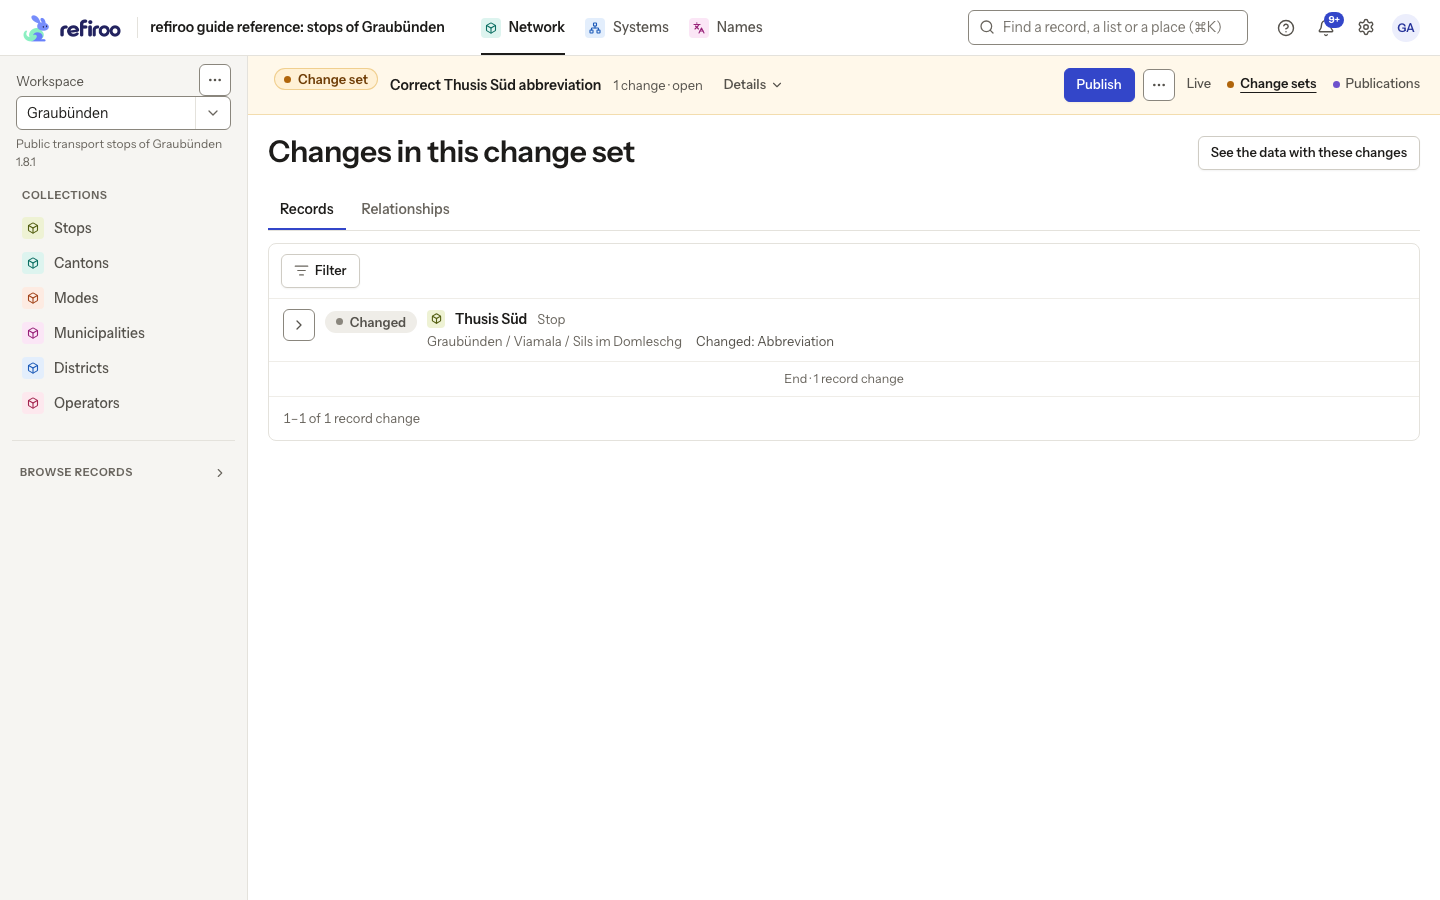 refiroo
refiroo guide reference: stops of Graubünden
Network
Systems
Names
Find a record, a list or a place (⌘K)
9+
GA
Workspace
Graubünden
Public transport stops of Graubünden
1.8.1
COLLECTIONS
Stops
Cantons
Modes
Municipalities
Districts
Operators
BROWSE RECORDS
Change set
Correct Thusis Süd abbreviation
1 change · open
Details
Publish
Live
Change sets
Publications
Changes in this change set
See the data with these changes
Records
Relationships
Filter
Changed
Thusis Süd Stop
Graubünden / Viamala / Sils im Domleschg Changed: Abbreviation
End · 1 record change
1–1 of 1 record change